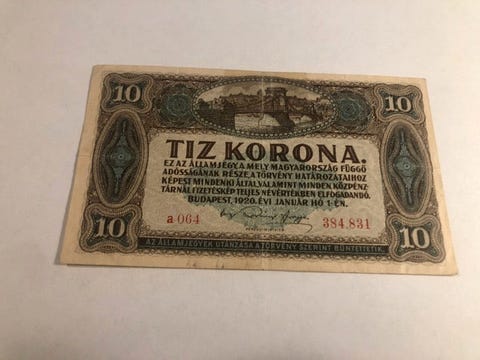 10
10
TIZ KORONA.
EZ AZ ÁLLAMJEGY A MELY MAGYARORSZÁG FÜGGŐ
ADÓSSÁGÁNAK RÉSZE, A TÖRVÉNY HATÁROZATAIHOZ
KÉPEST MINDENKI ÁLTAL, VALAMINT MINDEN KÖZPÉNZ-
TÁRNÁL FIZETÉSKÉP TELJES NÉVÉRTÉKBEN ELFOGADANDÓ.
BUDAPEST, 1920. ÉVI JANUÁR HÓ 1-ÉN.
a 064
384,831
10
10
AZ ÁLLAMJEGYEK UTÁNZÁSA A TÖRVÉNY SZERINT BÜNTETTETIK.